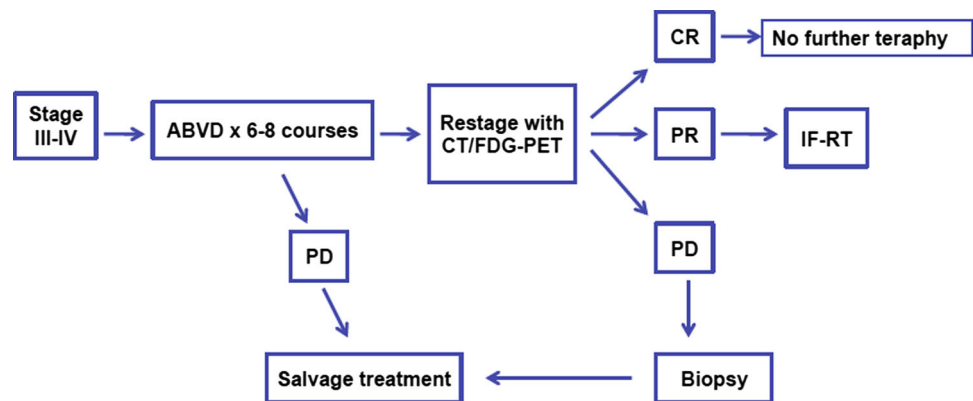 CR
No further teraphy
Stage
III-IV
ABVD x 6-8 courses
Restage with
CT/FDG-PET
PR
IF-RT
PD
PD
Salvage treatment
Biopsy